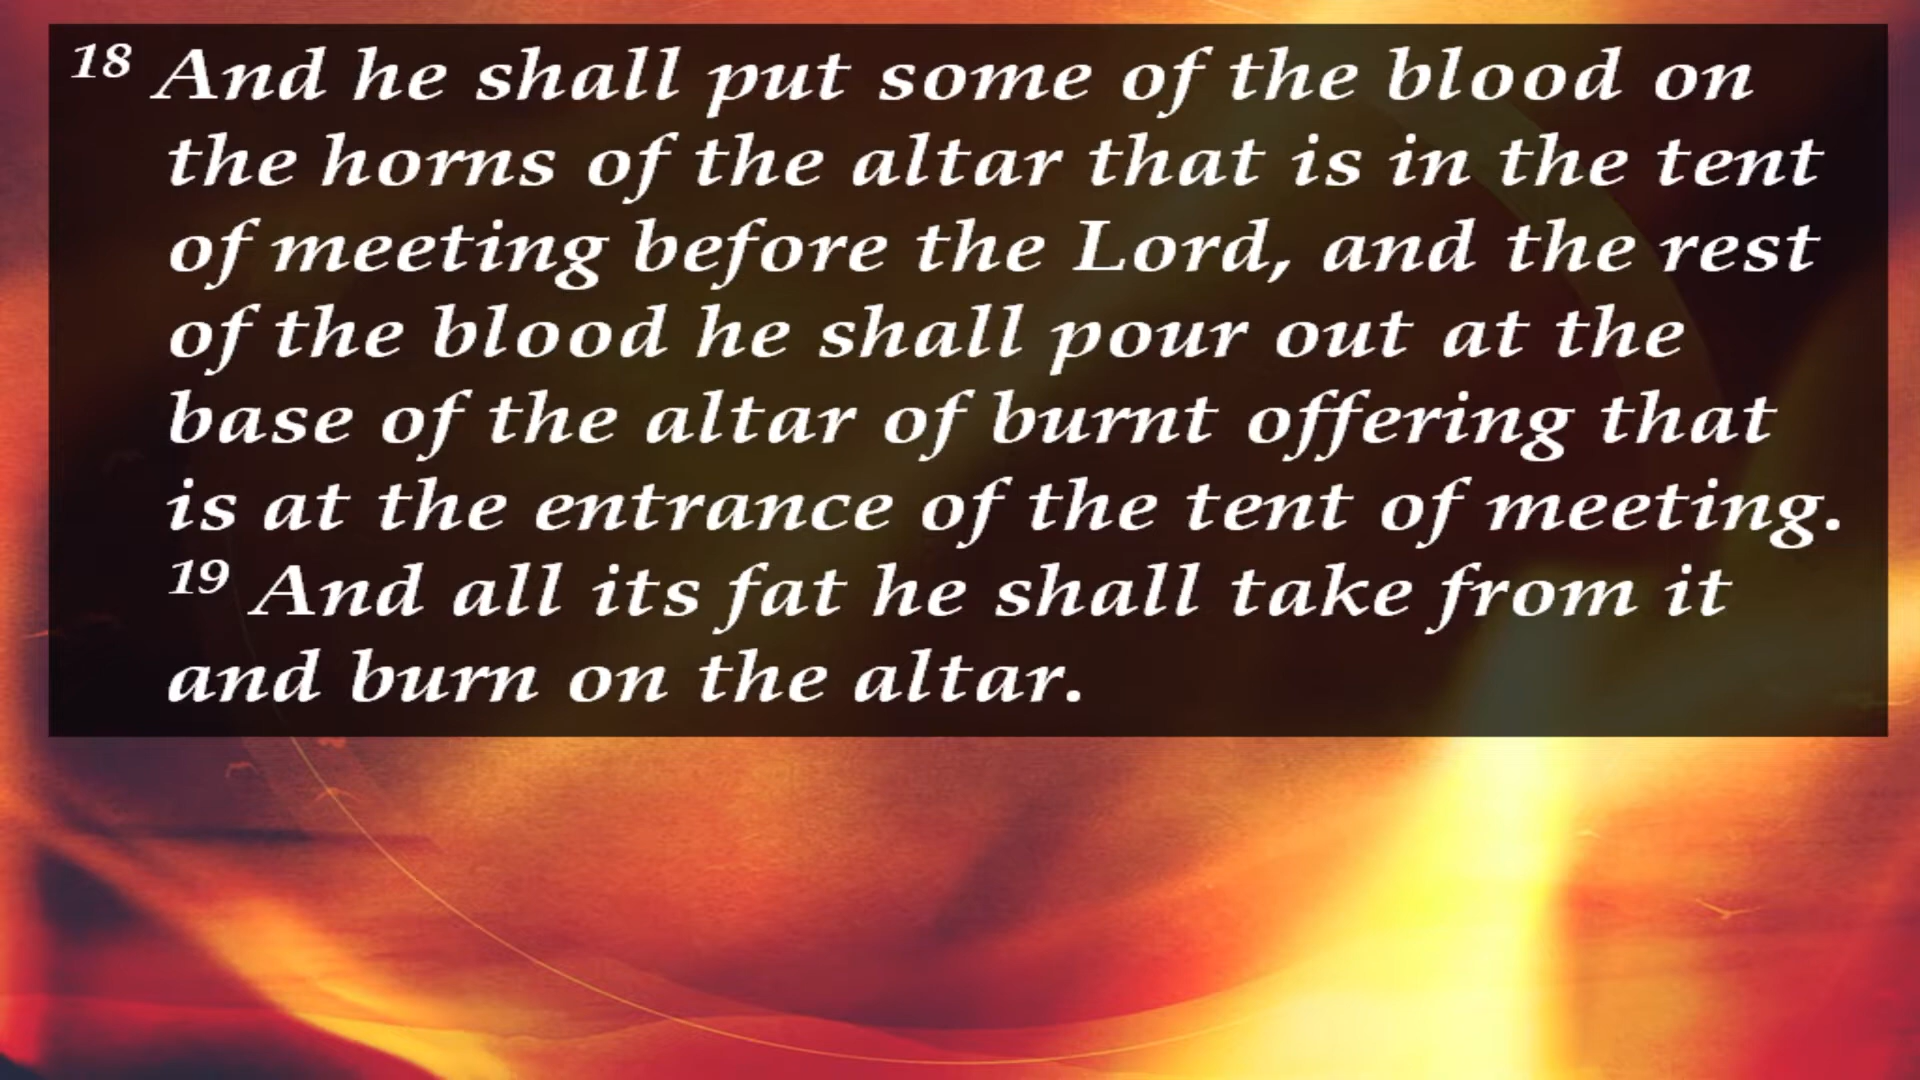 18 And he shall put some of the blood on
the horns of the altar that is in the tent
of meeting before the Lord, and the rest
of the blood he shall pour out at the
base of the altar of burnt offering that
is at the entrance of the tent of meeting.
19 And all its fat he shall take from it
and burn on the altar.